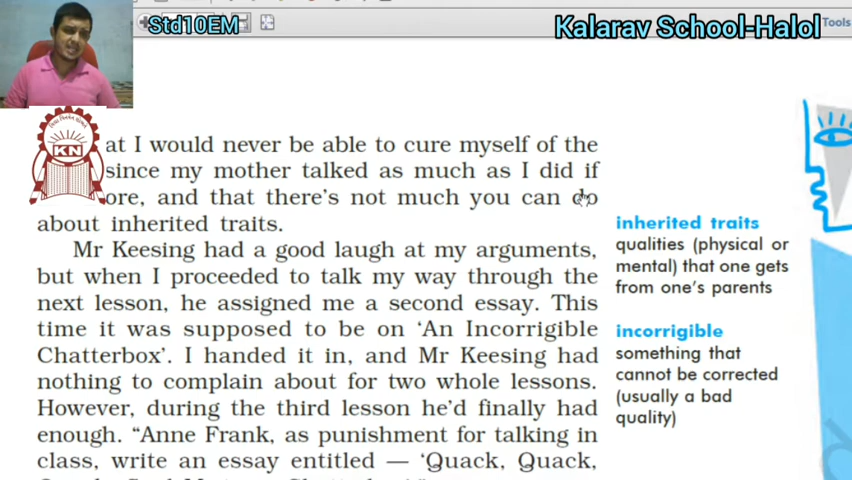 Std10EM
Kalarav School-Halol
Tools
KN
at I would never be able to cure myself of the
since my mother talked as much as I did if
ore, and that there's not much you can do
about inherited traits.
Mr Keesing had a good laugh at my arguments,
but when I proceeded to talk my way through the
next lesson, he assigned me a second essay. This
time it was supposed to be on ‘An Incorrigible
Chatterbox’. I handed it in, and Mr Keesing had
nothing to complain about for two whole lessons.
However, during the third lesson he’d finally had
enough. “Anne Frank, as punishment for talking in
class, write an essay entitled — ‘Quack, Quack,
inherited traits
qualities (physical or
mental) that one gets
from one’s parents
incorrigible
something that
cannot be corrected
(usually a bad
quality)